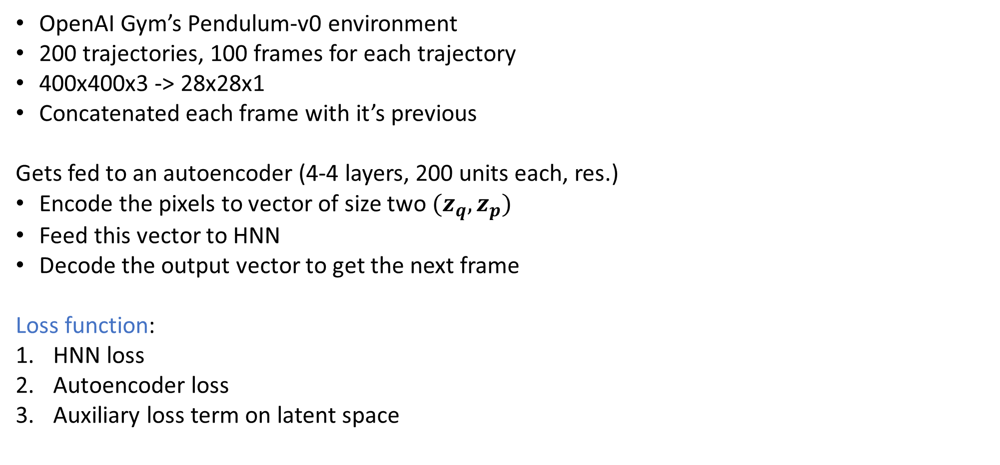 • OpenAI Gym’s Pendulum-v0 environment
• 200 trajectories, 100 frames for each trajectory
• 400x400x3 -> 28x28x1
• Concatenated each frame with it’s previous
Gets fed to an autoencoder (4-4 layers, 200 units each, res.)
• Encode the pixels to vector of size two (z_q, z_p)
• Feed this vector to HNN
• Decode the output vector to get the next frame
Loss function:
1. HNN loss
2. Autoencoder loss
3. Auxiliary loss term on latent space